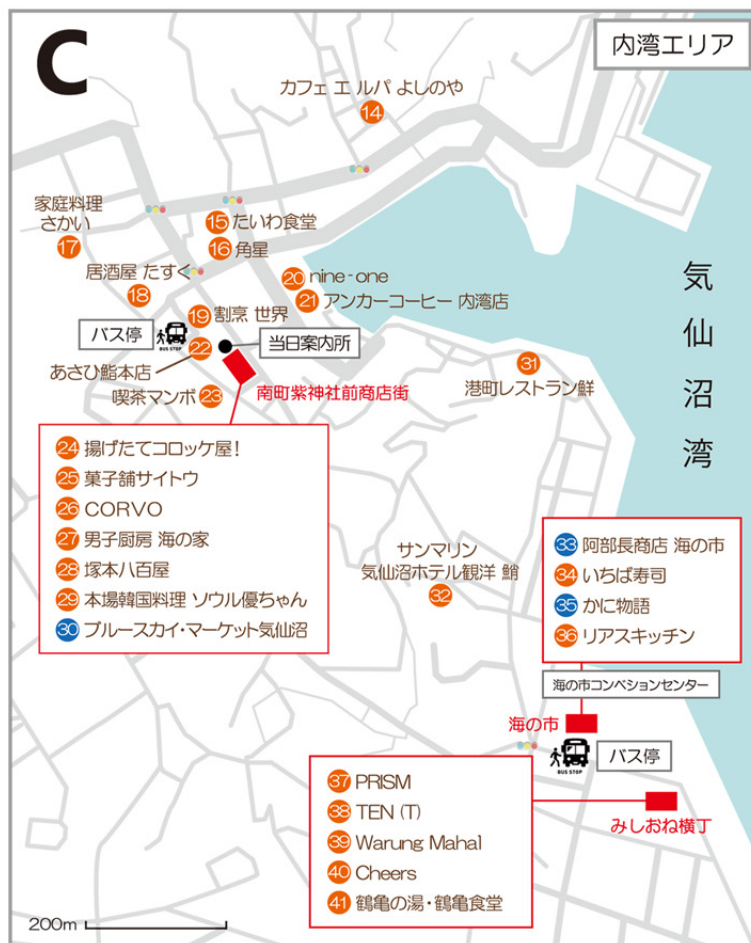 C
内湾エリア
カフェ エ ルパ よしのや
14
家庭料理
さかい
17
15 たいわ食堂
16 角星
居酒屋 たすく
18
20 nine-one
21 アンカーコーヒー 内湾店
19 割烹 世界
バス停
BUS STOP
当日案内所
22
あさひ鮨本店
喫茶マンボ 23
南町紫神社前商店街
31
港町レストラン鮮
気仙沼湾
24 揚げたてコロッケ屋!
25 菓子舗サイトウ
26 CORVO
27 男子厨房 海の家
28 塚本八百屋
29 本場韓国料理 ソウル優ちゃん
30 ブルースカイ・マーケット気仙沼
サンマリン
気仙沼ホテル観洋 鮹
32
33 阿部長商店 海の市
34 いちば寿司
35 かに物語
36 リアスキッチン
海の市コンベションセンター
海の市
BUS STOP
バス停
37 PRISM
38 TEN (T)
39 Warung Mahal
40 Cheers
41 鶴亀の湯・鶴亀食堂
みしおね横丁
200m